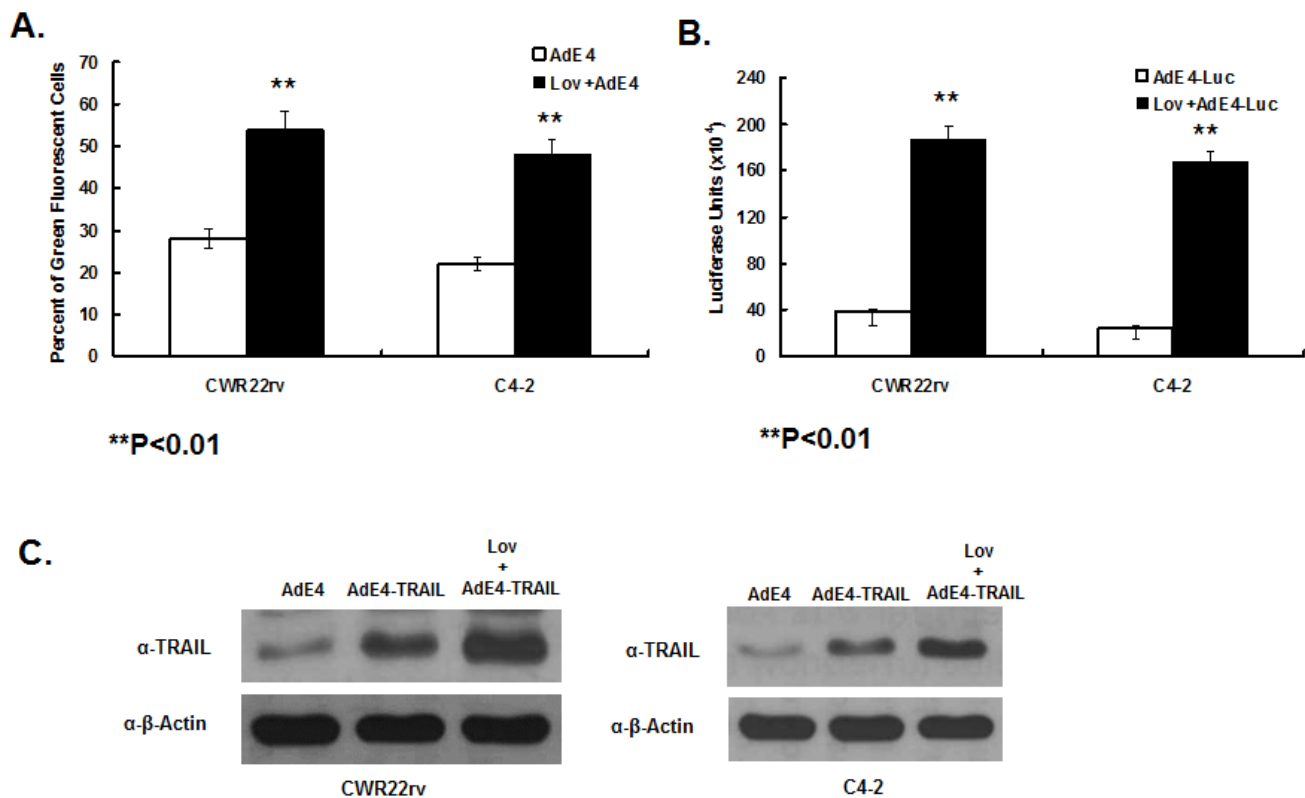 A.
Percent of Green Fluorescent Cells
70
60
50
40
30
20
10
0
AdE4
Lov+AdE4
**
**
CWR22rv
C4-2
**P<0.01
B.
Luciferase Units (x10⁴)
240
200
160
120
80
40
0
AdE4-Luc
Lov+AdE4-Luc
**
**
CWR22rv
C4-2
**P<0.01
C.
Lov
+
AdE4 AdE4-TRAIL AdE4-TRAIL
α-TRAIL
α-β-Actin
CWR22rv
Lov
+
AdE4 AdE4-TRAIL AdE4-TRAIL
α-TRAIL
α-β-Actin
C4-2